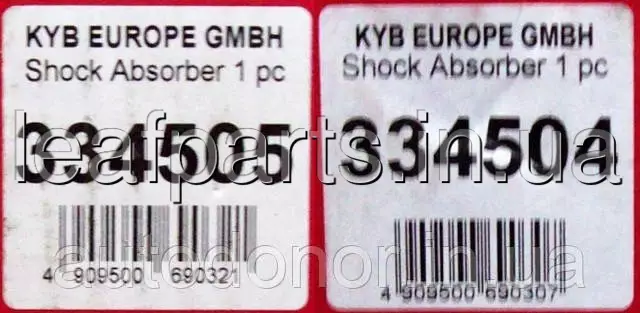 KYB EUROPE GMBH
Shock Absorber 1 pc
334505
4 909500 690321
KYB EUROPE GMBH
Shock Absorber 1 pc
334504
4 909500 690307
leafparts.in.ua
autodonor.in.ua